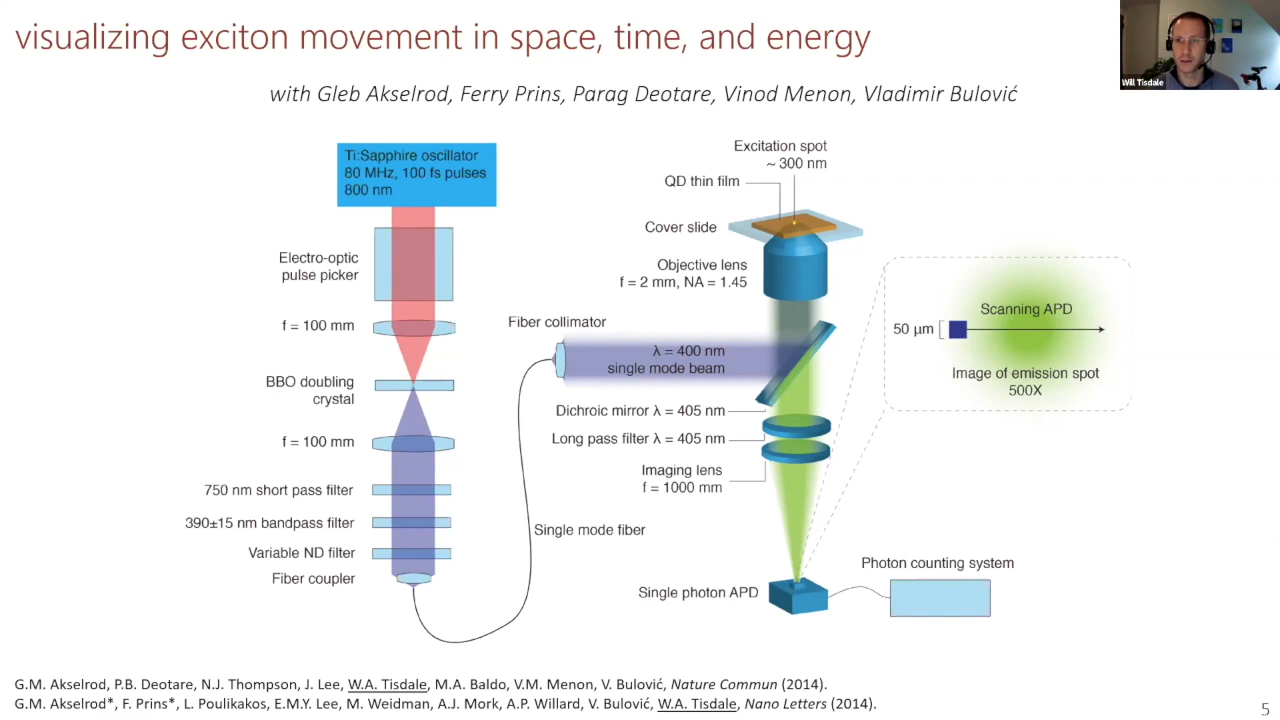 visualizing exciton movement in space, time, and energy
Will Tisdale
with Gleb Akselrod, Ferry Prins, Parag Deotare, Vinod Menon, Vladimir Bulović
Ti:Sapphire oscillator
80 MHz, 100 fs pulses
800 nm
Electro-optic
pulse picker
f = 100 mm
BBO doubling
crystal
f = 100 mm
750 nm short pass filter
390±15 nm bandpass filter
Variable ND filter
Fiber coupler
Single mode fiber
Fiber collimator
λ = 400 nm
single mode beam
Excitation spot
~ 300 nm
QD thin film
Cover slide
Objective lens
f = 2 mm, NA = 1.45
Dichroic mirror λ = 405 nm
Long pass filter λ = 405 nm
Imaging lens
f = 1000 mm
Single photon APD
Photon counting system
50 μm
Scanning APD
Image of emission spot
500X
G.M. Akselrod, P.B. Deotare, N.J. Thompson, J. Lee, W.A. Tisdale, M.A. Baldo, V.M. Menon, V. Bulović, Nature Commun (2014).
G.M. Akselrod*, F. Prins*, L. Poulikakos, E.M.Y. Lee, M. Weidman, A.J. Mork, A.P. Willard, V. Bulović, W.A. Tisdale, Nano Letters (2014).
5